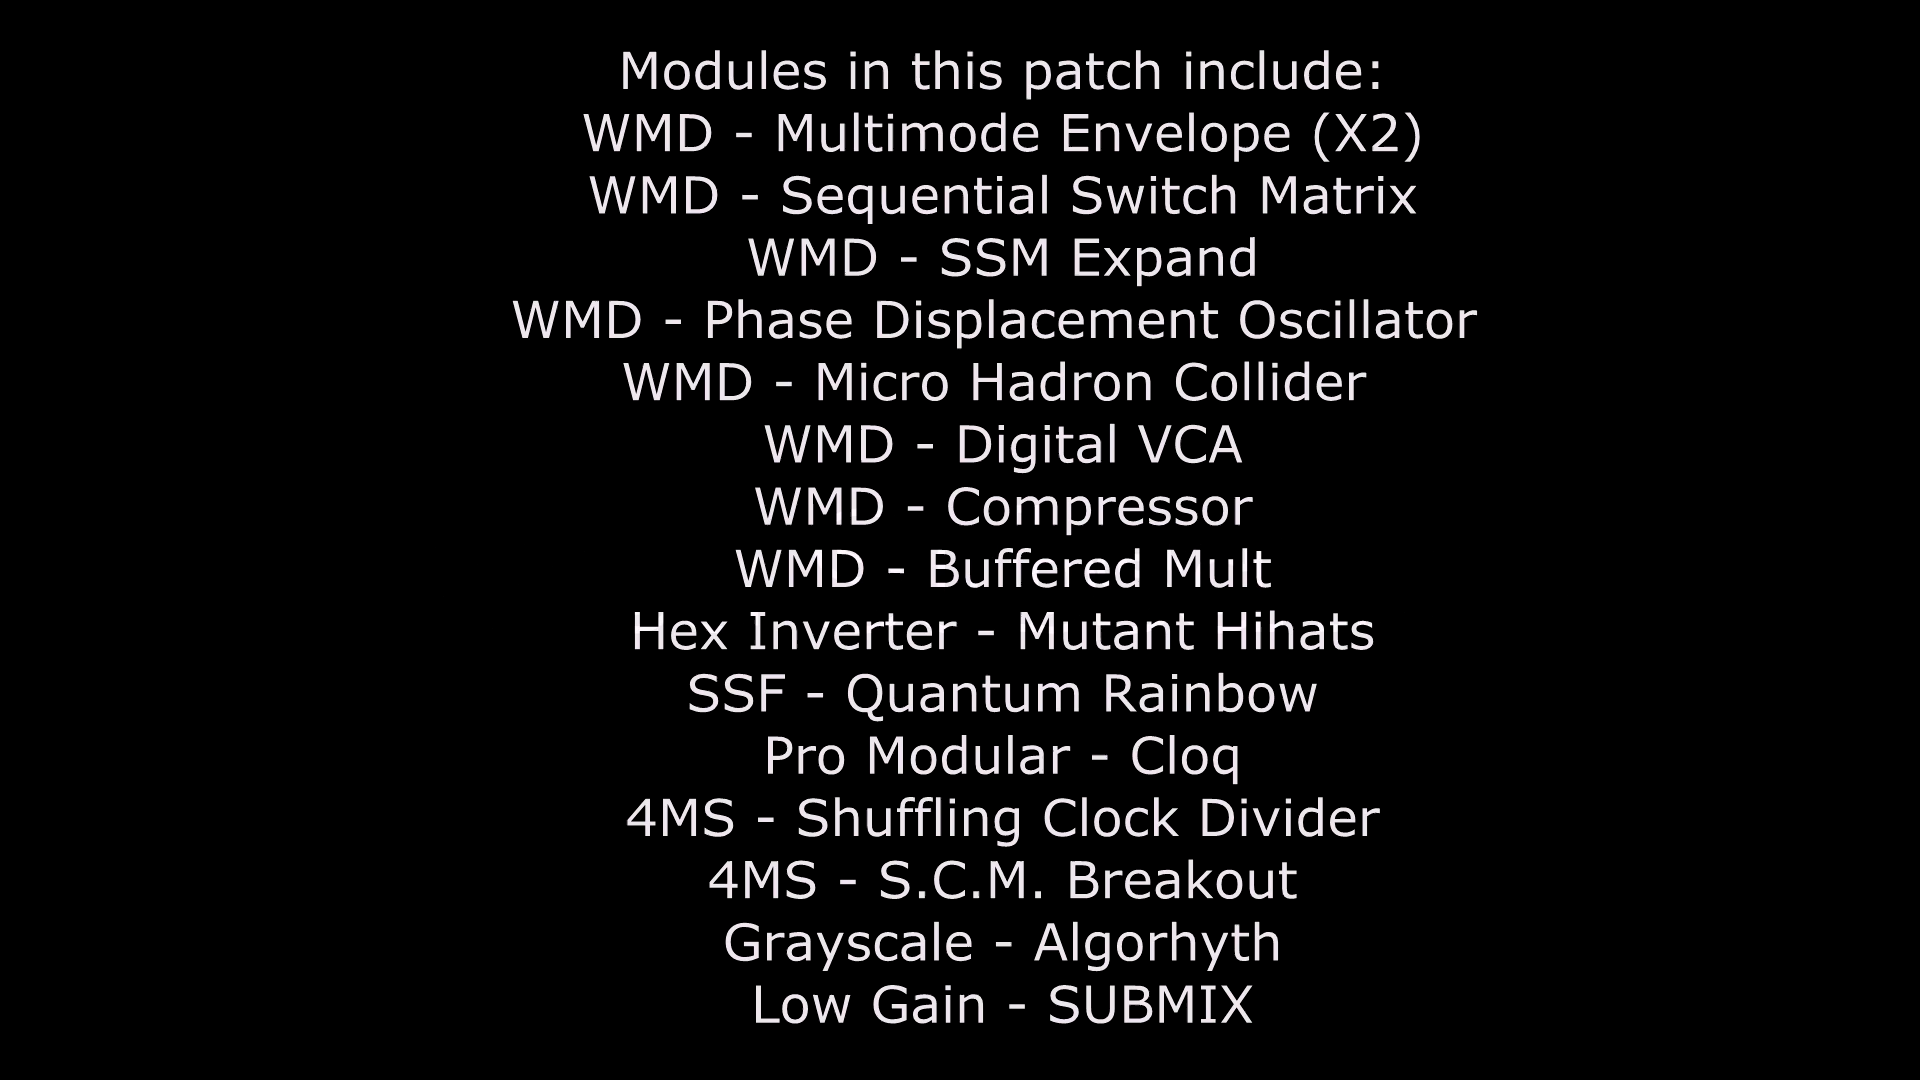 Modules in this patch include:
WMD - Multimode Envelope (X2)
WMD - Sequential Switch Matrix
WMD - SSM Expand
WMD - Phase Displacement Oscillator
WMD - Micro Hadron Collider
WMD - Digital VCA
WMD - Compressor
WMD - Buffered Mult
Hex Inverter - Mutant Hihats
SSF - Quantum Rainbow
Pro Modular - Cloq
4MS - Shuffling Clock Divider
4MS - S.C.M. Breakout
Grayscale - Algorhyth
Low Gain - SUBMIX